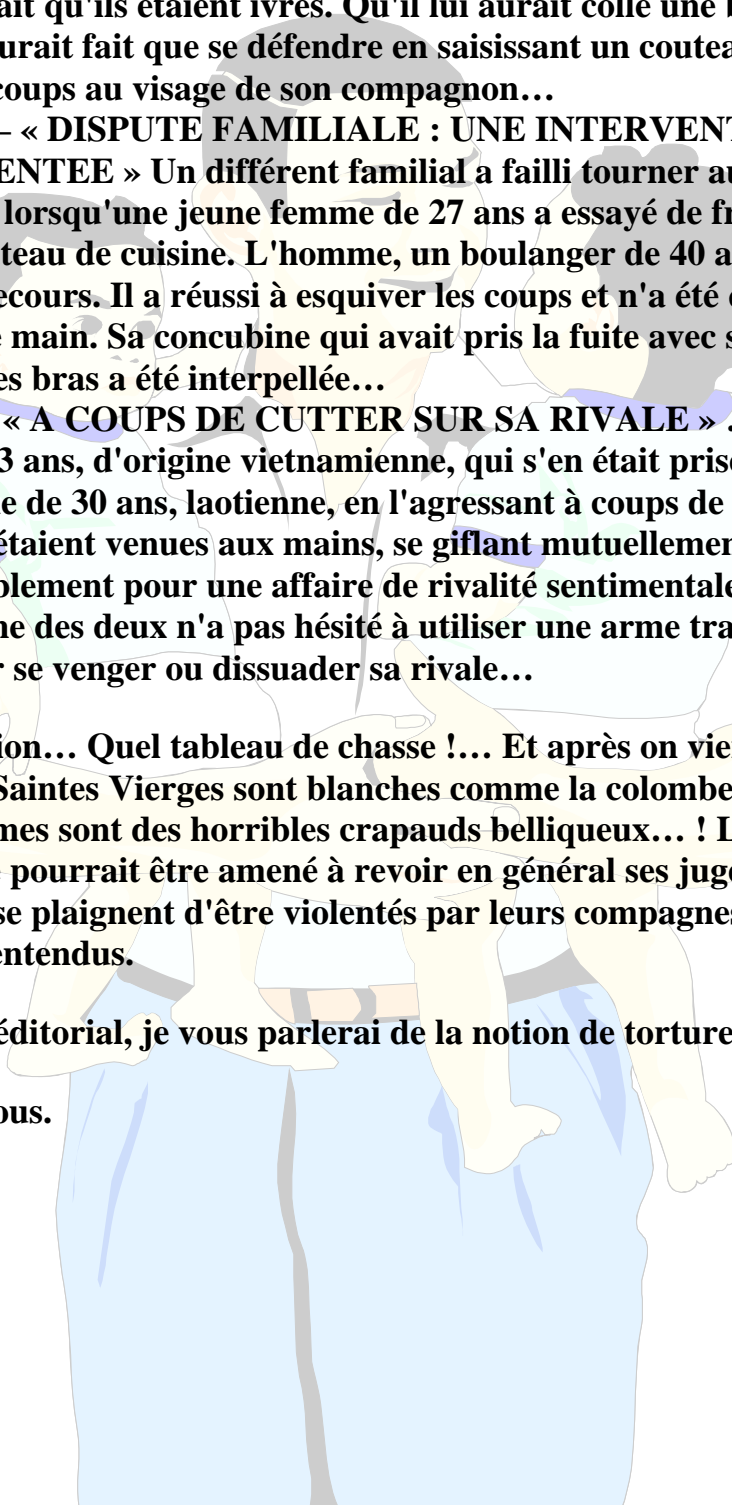 ait qu'ils étaient ivres. Qu'il lui aurait collé une b
urait fait que se défendre en saisissant un coutea
coups au visage de son compagnon…
– « DISPUTE FAMILIALE : UNE INTERVENT
ENTEE » Un différent familial a failli tourner au
lorsqu'une jeune femme de 27 ans a essayé de fr
teau de cuisine. L'homme, un boulanger de 40 a
ecours. Il a réussi à esquiver les coups et n'a été
main. Sa concubine qui avait pris la fuite avec s
es bras a été interpellée…
« A COUPS DE CUTTER SUR SA RIVALE » .
3 ans, d'origine vietnamienne, qui s'en était prise
e de 30 ans, laotienne, en l'agressant à coups de
étaient venues aux mains, se giflant mutuellemen
blement pour une affaire de rivalité sentimentale
ne des deux n'a pas hésité à utiliser une arme tra
r se venger ou dissuader sa rivale…
ion… Quel tableau de chasse !… Et après on vie
Saintes Vierges sont blanches comme la colombe
mes sont des horribles crapauds belliqueux… ! L
pourrait être amené à revoir en général ses juge
se plaignent d'être violentés par leurs compagnes
entendus.
éditorial, je vous parlerai de la notion de torture
ous.